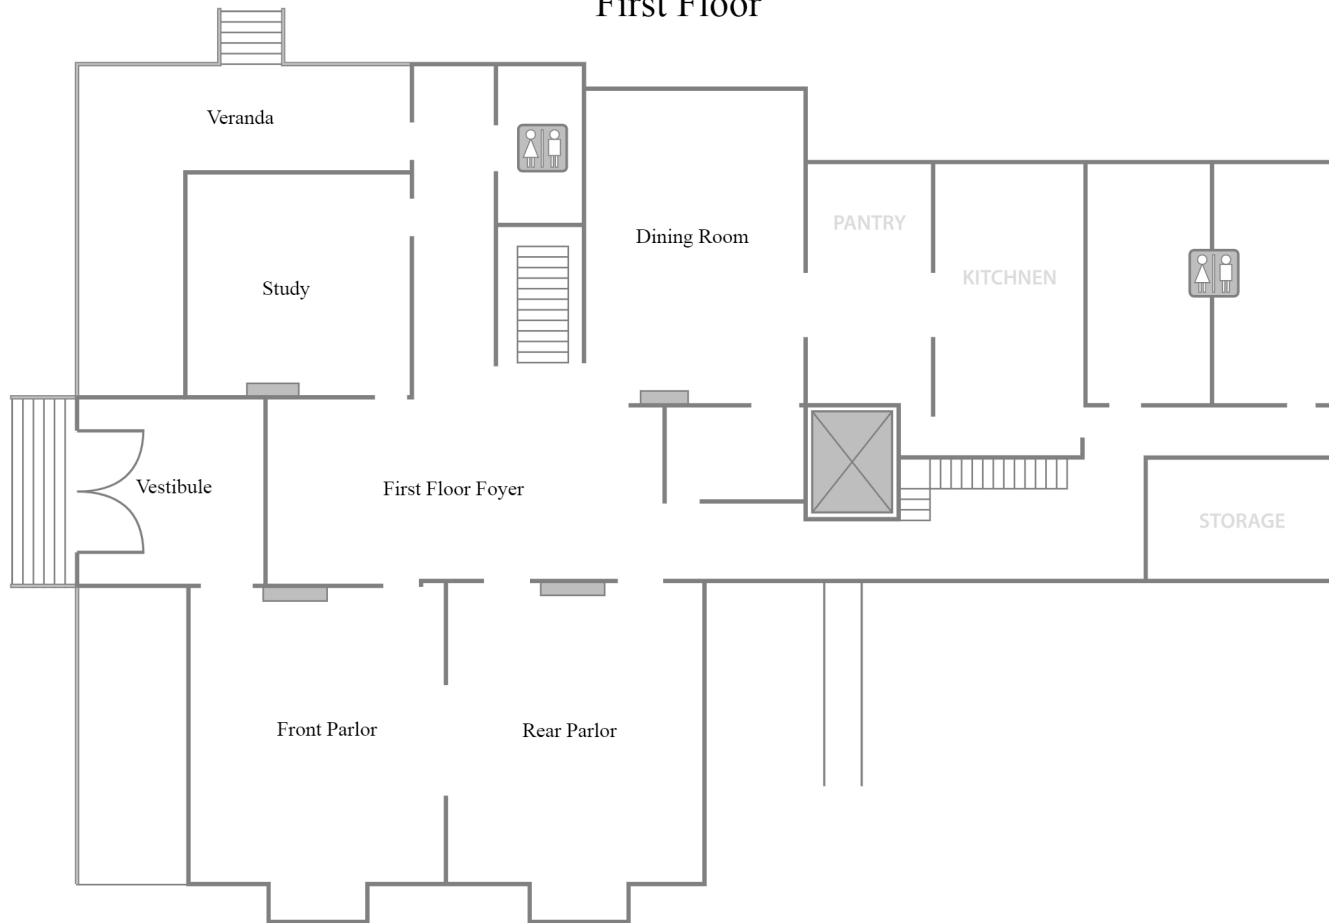 First Floor
Veranda
PANTRY
Dining Room
KITCHNEN
Study
Vestibule
First Floor Foyer
STORAGE
Front Parlor
Rear Parlor